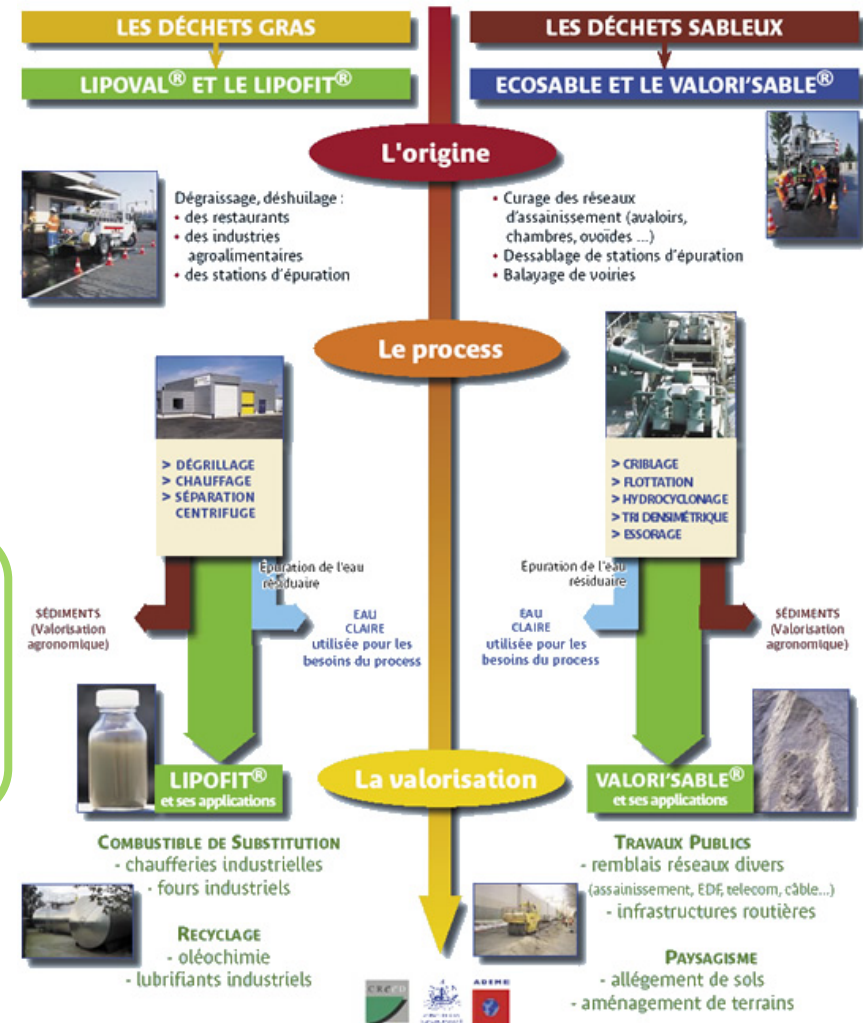 LES DÉCHETS GRAS
LIPOVAL® ET LE LIPOFIT®
LES DÉCHETS SABLEUX
ECOSABLE ET LE VALORI'SABLE®
L'origine
Dégraissage, déshuilage :
• des restaurants
• des industries
agroalimentaires
• des stations d'épuration
• Curage des réseaux
d'assainissement (avaloirs,
chambres, ovoïdes ....)
• Dessablage de stations d'épuration
• Balayage de voiries
Le process
> DÉGRILLAGE
> CHAUFFAGE
> SÉPARATION
CENTRIFUGE
> CRIBLAGE
> FLOTTATION
> HYDROCYCLONAGE
> TRI DENSIMÉTRIQUE
> ESSORAGE
Épuration de l'eau
résiduaire
SÉDIMENTS
(Valorisation
agronomique)
EAU
CLAIRE
utilisée pour les
besoins du process
Épuration de l'eau
résiduaire
EAU
CLAIRE
utilisée pour les
besoins du process
SÉDIMENTS
(Valorisation
agronomique)
LIPOFIT®
et ses applications
La valorisation
VALORI'SABLE®
et ses applications
COMBUSTIBLE DE SUBSTITUTION
- chaufferies industrielles
- fours industriels
RECYCLAGE
- oléochimie
- lubrifiants industriels
TRAVAUX PUBLICS
- remblais réseaux divers
(assainissement, EDF, telecom, câble...)
- infrastructures routières
PAYSAGISME
- allégement de sols
- aménagement de terrains
ADEME